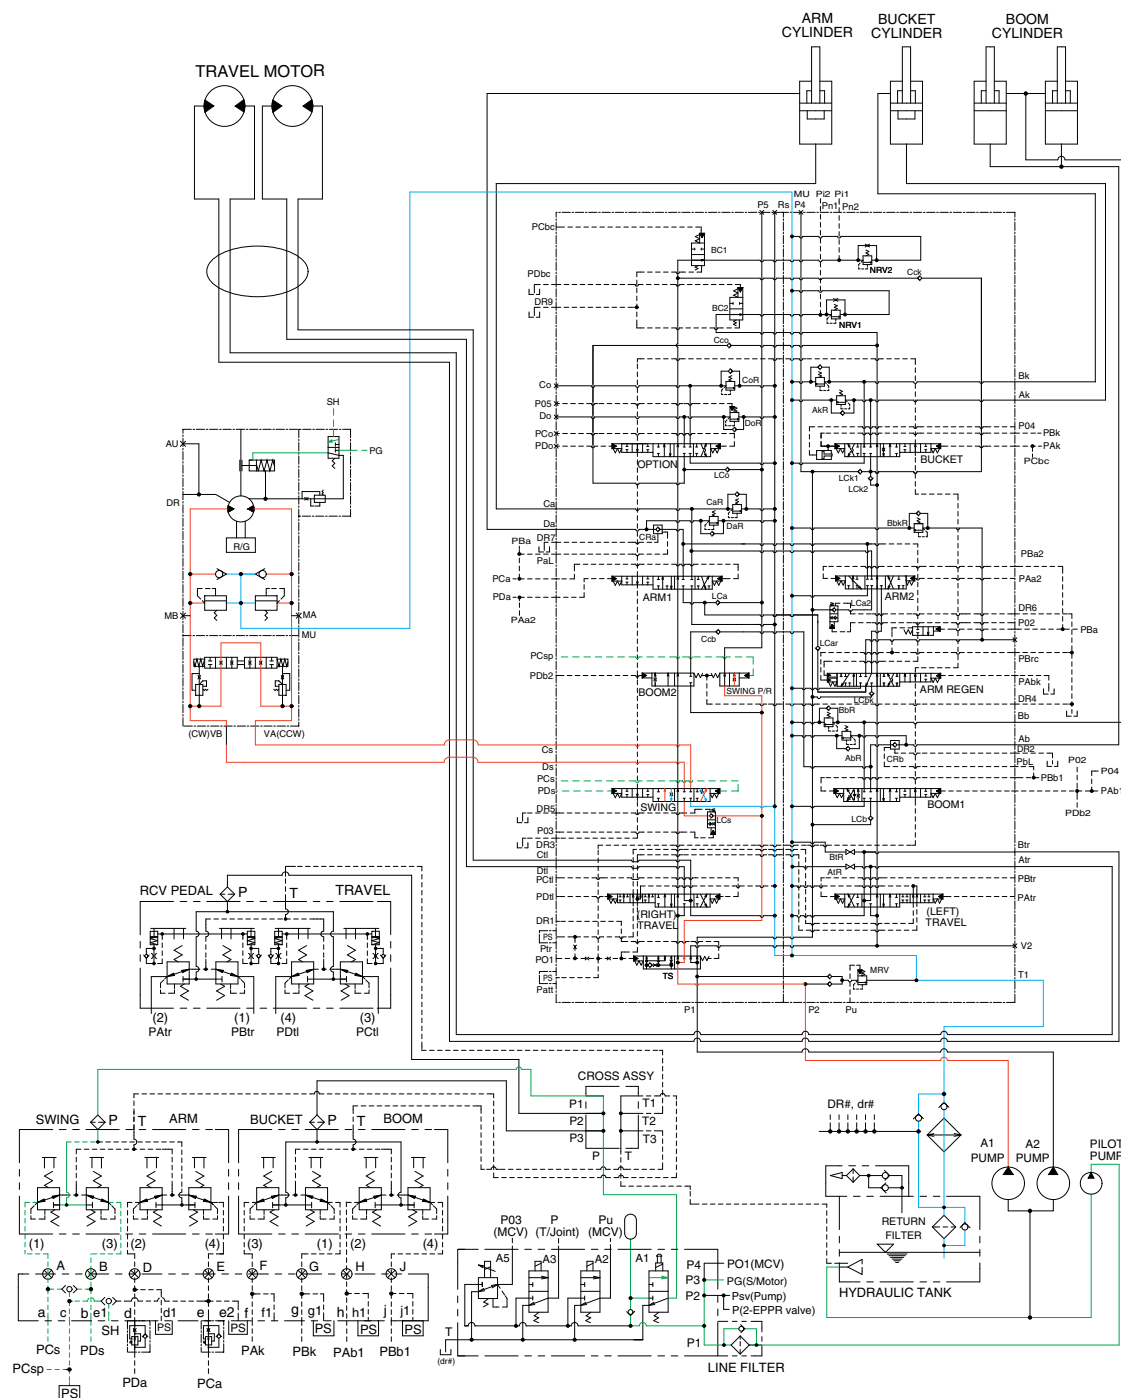 ARM
CYLINDER
BUCKET
CYLINDER
BOOM
CYLINDER
TRAVEL MOTOR
MU Pi2 Pi1
P5 Rs P4 Pn1 Pn2
PCbc
BC1
NRV2
Cck
PDbc
DR9
BC2
NRV1
Cco
Co
CoR
Bk
AkR
Ak
P05
Do
DoR
PCo
PDo
OPTION
LCo
P04
PBk
PAk
PCbc
BUCKET
LCk1
LCk2
SH
AU
PG
DR
R/G
MB
MA
MU
(CW)VB
VA(CCW)
Ca
CaR
Da
DaR
CRa
DR7
PBa
PaL
PCa
PDa
PAa2
ARM1
LCa
BbkR
PBa2
PAa2
ARM2
LCa2
DR6
P02
PBa
LCar
Ccb
PCsp
PDb2
BOOM2
SWING P/R
PBrc
PAbk
ARM REGEN
LCbk
DR4
BbR
Bb
AbR
Ab
CRb
DR2
PbL
P02
PBb1
P04
PAb1
PDb2
BOOM1
LCb
Cs
Ds
PCs
PDs
SWING
DR5
LCs
P03
DR3
Ctl
Dtl
BtR
Btr
AtR
Atr
PCtl
PBtr
PDtl
PAtr
(RIGHT)
TRAVEL
(LEFT)
TRAVEL
DR1
PS
Ptr
PO1
PS
Patt
TS
V2
MRV
T1
P1
P2
Pu
RCV PEDAL P T TRAVEL
(2) (1) (4) (3)
PAtr PBtr PDtl PCtl
CROSS ASSY
P1 T1
P2 T2
P3 T3
P T
SWING P T ARM
BUCKET P T BOOM
(1) (3) (2) (4) (3) (1) (2) (4)
A B D E F G H J
a c b e1 d d1 e e2 f f1 g g1 h h1 j j1
SH
PS PS PS PS PS
PCs PDs
PCsp
PS
PDa PCa
PAk PBk PAb1 PBb1
P03
(MCV)
P
(T/Joint)
Pu
(MCV)
A5 A3 A2 A1
P4 PO1(MCV)
P3 PG(S/Motor)
P2 Psv(Pump)
P(2-EPPR valve)
T
(dr#)
P1
LINE FILTER
DR#, dr#
A1
PUMP
A2
PUMP
PILOT
PUMP
RETURN
FILTER
HYDRAULIC TANK